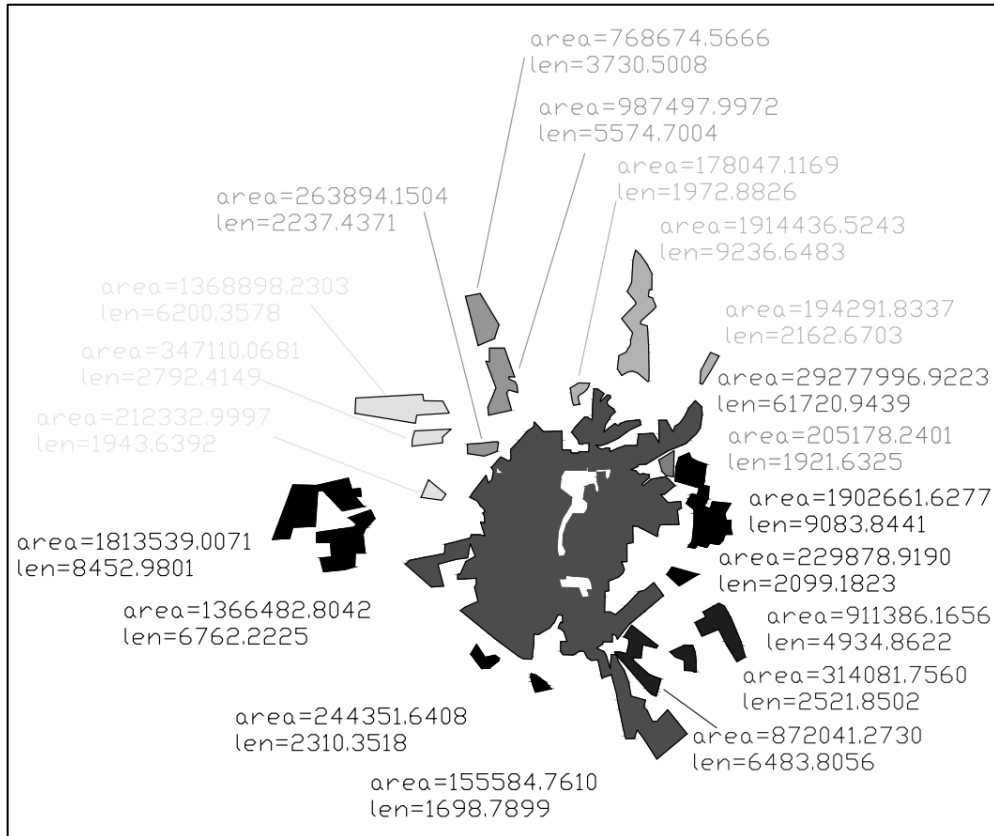 area=768674.5666
len=3730.5008
area=987497.9972
len=5574.7004
area=178047.1169
len=1972.8826
area=263894.1504
len=2237.4371
area=1914436.5243
len=9236.6483
area=1368898.2303
len=6200.3578
area=194291.8337
len=2162.6703
area=347110.0681
len=2792.4149
area=29277996.9223
len=61720.9439
area=212332.9997
len=1943.6392
area=205178.2401
len=1921.6325
area=1902661.6277
len=9083.8441
area=1813539.0071
len=8452.9801
area=229878.9190
len=2099.1823
area=1366482.8042
len=6762.2225
area=911386.1656
len=4934.8622
area=314081.7560
len=2521.8502
area=244351.6408
len=2310.3518
area=872041.2730
len=6483.8056
area=155584.7610
len=1698.7899